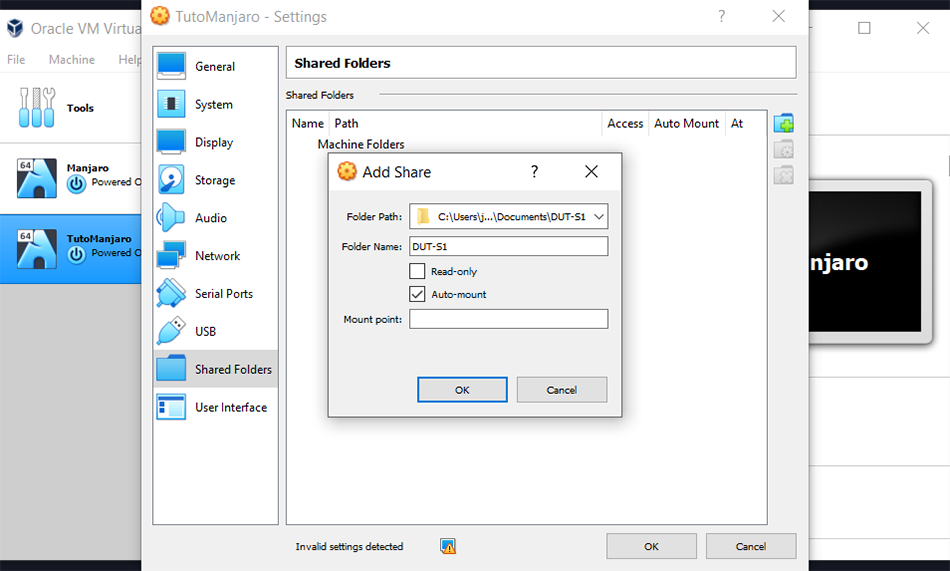 TutoManjaro - Settings
?
Oracle VM Virtua
File Machine Help
Tools
64
Manjaro
Powered O
64
TutoManjaro
Powered O
General
System
Display
Storage
Audio
Network
Serial Ports
USB
Shared Folders
User Interface
Shared Folders
Shared Folders
Name Path Access Auto Mount At
Machine Folders
Add Share
?
Folder Path: C:\Users\j...\Documents\DUT-S1
Folder Name: DUT-S1
Read-only
Auto-mount
Mount point:
OK Cancel
njaro
Invalid settings detected
OK Cancel